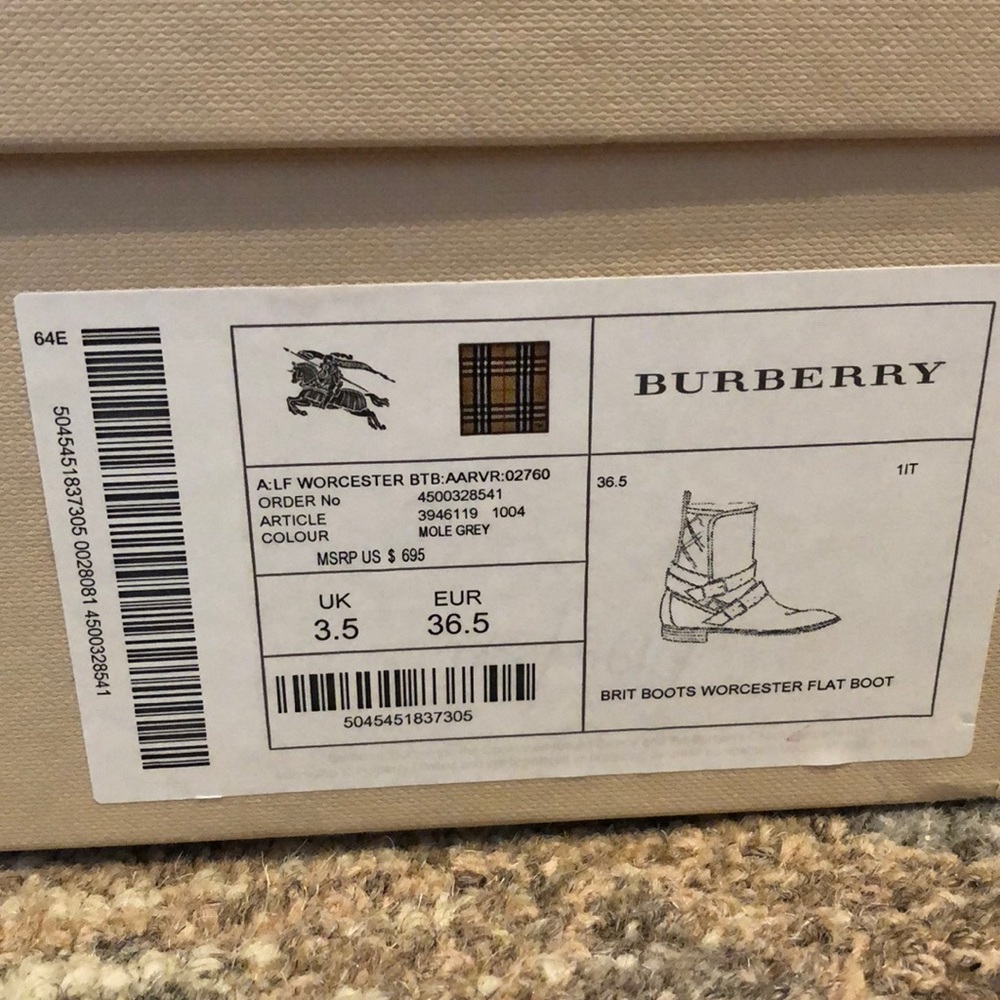 64E
5045451837305 0028081 4500328541
BURBERRY
A:LF WORCESTER BTB:AARVR:02760
ORDER No 4500328541
ARTICLE 3946119 1004
COLOUR MOLE GREY
MSRP US $ 695
UK EUR
3.5 36.5
5045451837305
36.5 1/T
BRIT BOOTS WORCESTER FLAT BOOT